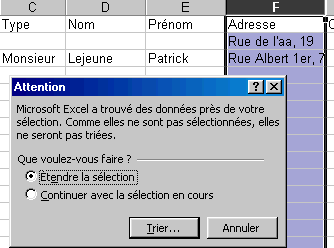 C D E F
Type Nom Prénom Adresse
Rue de l'aa, 19
Monsieur Lejeune Patrick Rue Albert 1er, 7
Attention
Microsoft Excel a trouvé des données près de votre
sélection. Comme elles ne sont pas sélectionnées, elles
ne seront pas triées.
Que voulez-vous faire ?
Etendre la sélection
Continuer avec la sélection en cours
Trier... Annuler